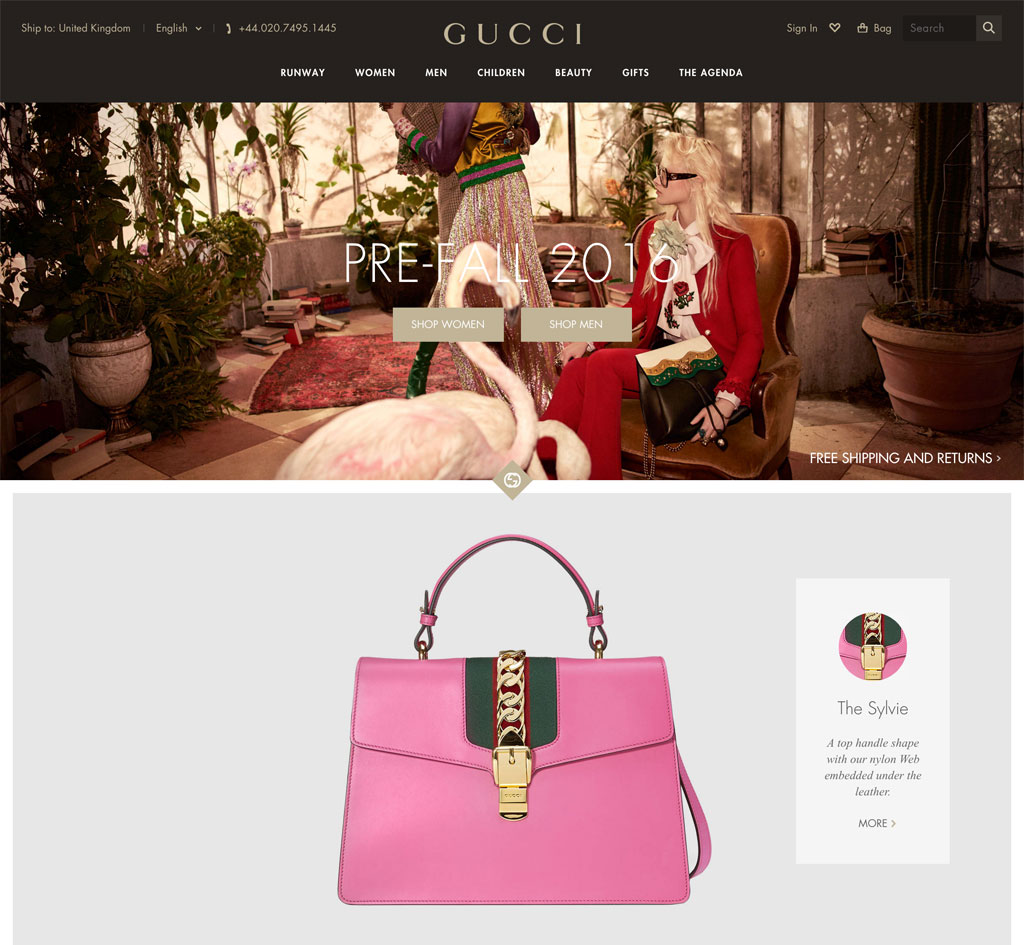 Ship to: United Kingdom
English
+44.020.7495.1445
GUCCI
Sign In
Bag
Search
RUNWAY WOMEN MEN CHILDREN BEAUTY GIFTS THE AGENDA
PRE-FALL 2016
SHOP WOMEN
SHOP MEN
FREE SHIPPING AND RETURNS >
GUCCI
The Sylvie
A top handle shape
with our nylon Web
embedded under the
leather.
MORE >